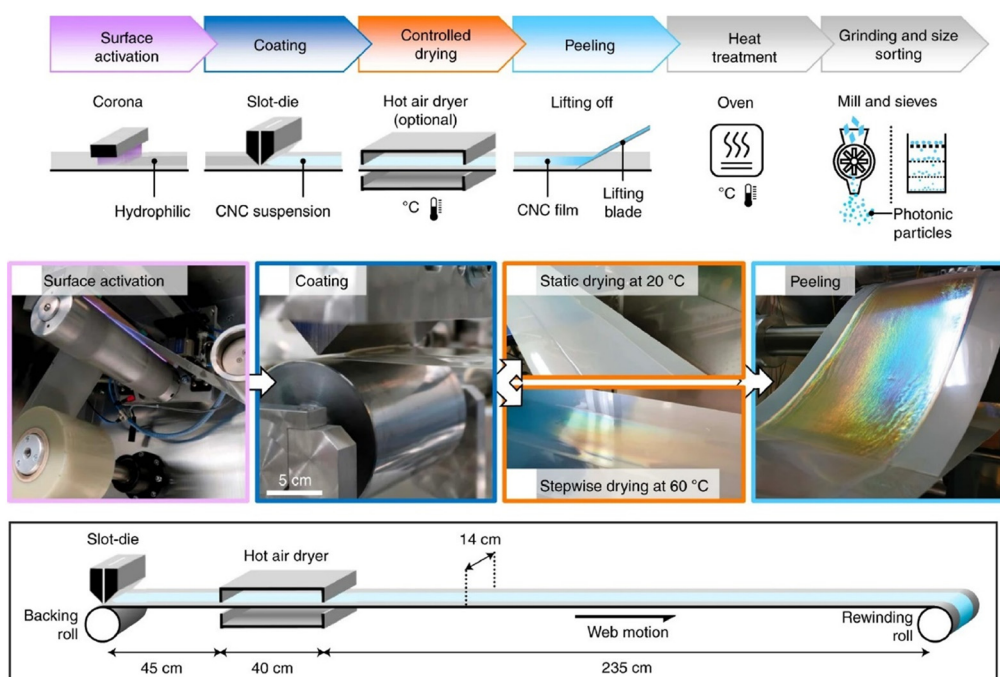 Surface
activation
Coating
Controlled
drying
Peeling
Heat
treatment
Grinding and size
sorting
Corona
Slot-die
Hot air dryer
(optional)
Lifting off
Oven
Mill and sieves
Hydrophilic
CNC suspension
°C
CNC film
Lifting
blade
°C
Photonic
particles
Surface activation
Coating
Static drying at 20 °C
Peeling
5 cm
Stepwise drying at 60 °C
Slot-die
Hot air dryer
14 cm
Backing
roll
Web motion
Rewinding
roll
45 cm
40 cm
235 cm